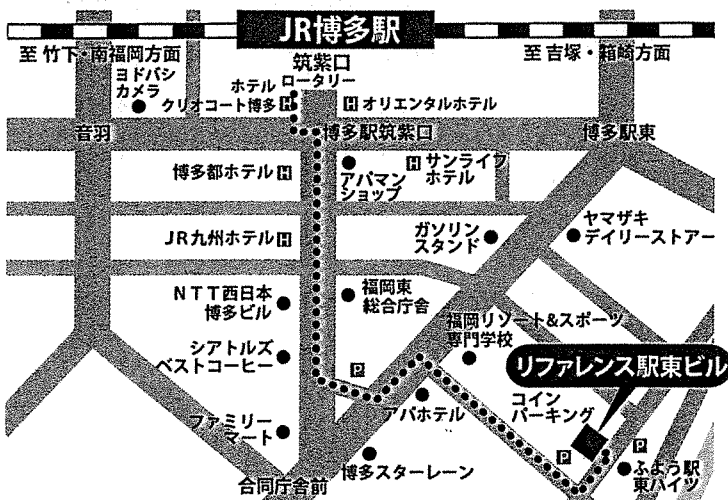 JR博多駅
至 竹下・南福岡方面
筑紫口
ロータリー
至 吉塚・箱崎方面
ヨドバシ
カメラ
ホテル
クリオコート博多
H
H
オリエンタルホテル
音羽
博多駅筑紫口
博多駅東
博多都ホテル
H
アパマン
ショップ
H
サンライフ
ホテル
JR九州ホテル
H
ガソリン
スタンド
ヤマザキ
デイリーストアー
NTT西日本
博多ビル
福岡東
総合庁舎
福岡リゾート&スポーツ
専門学校
シアトルズ
ベストコーヒー
P
リファレンス駅東ビル
ファミリー
マート
アパホテル
コイン
パーキング
P
P
合同庁舎前
博多スターレーン
ふよう駅
東ハイツ